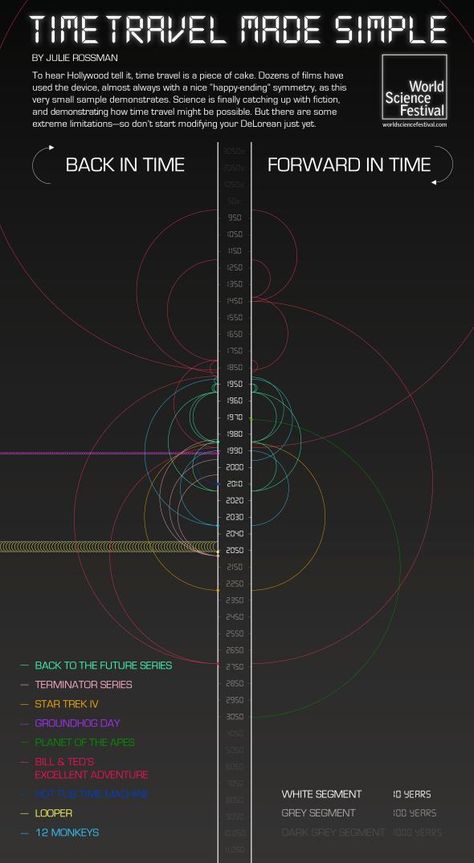 TIME TRAVEL MADE SIMPLE
BY JULIE ROSSMAN
To hear Hollywood tell it, time travel is a piece of cake. Dozens of films have
used the device, almost always with a nice "happy-ending" symmetry, as this
very small sample demonstrates. Science is finally catching up with fiction,
and demonstrating how time travel might be possible. But there are some
extreme limitations—so don't start modifying your DeLorean just yet.
World
Science
Festival
worldsciencefestival.com
BACK IN TIME
FORWARD IN TIME
950
1050
1150
1250
1350
1450
1550
1650
1750
1850
1950
1960
1970
1980
1990
2000
2010
2020
2030
2040
2050
2150
2250
2350
2450
2550
2650
2750
2850
2950
3050
BACK TO THE FUTURE SERIES
TERMINATOR SERIES
STAR TREK IV
GROUNDHOG DAY
PLANET OF THE APES
BILL & TED'S
EXCELLENT ADVENTURE
HOT TUB TIME MACHINE
LOOPER
12 MONKEYS
WHITE SEGMENT 10 YEARS
GREY SEGMENT 100 YEARS
DARK GREY SEGMENT 1000 YEARS